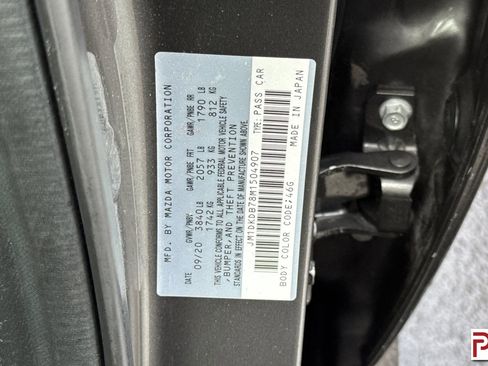 MFD. BY MAZDA MOTOR CORPORATION
DATE GVWR/PNBV GAWR/PNBE FRT GAWR/PNBE RR
09/20 3840 LB 2057 LB 1790 LB
1742 KG 933 KG 812 KG
THIS VEHICLE CONFORMS TO ALL APPLICABLE FEDERAL MOTOR VEHICLE SAFETY
, BUMPER, AND THEFT PREVENTION
STANDARDS IN EFFECT ON THE DATE OF MANUFACTURE SHOWN ABOVE.
JM1DKDB78M1504907 TYPE: PASS CAR
BODY COLOR CODE: 46G MADE IN JAPAN
P